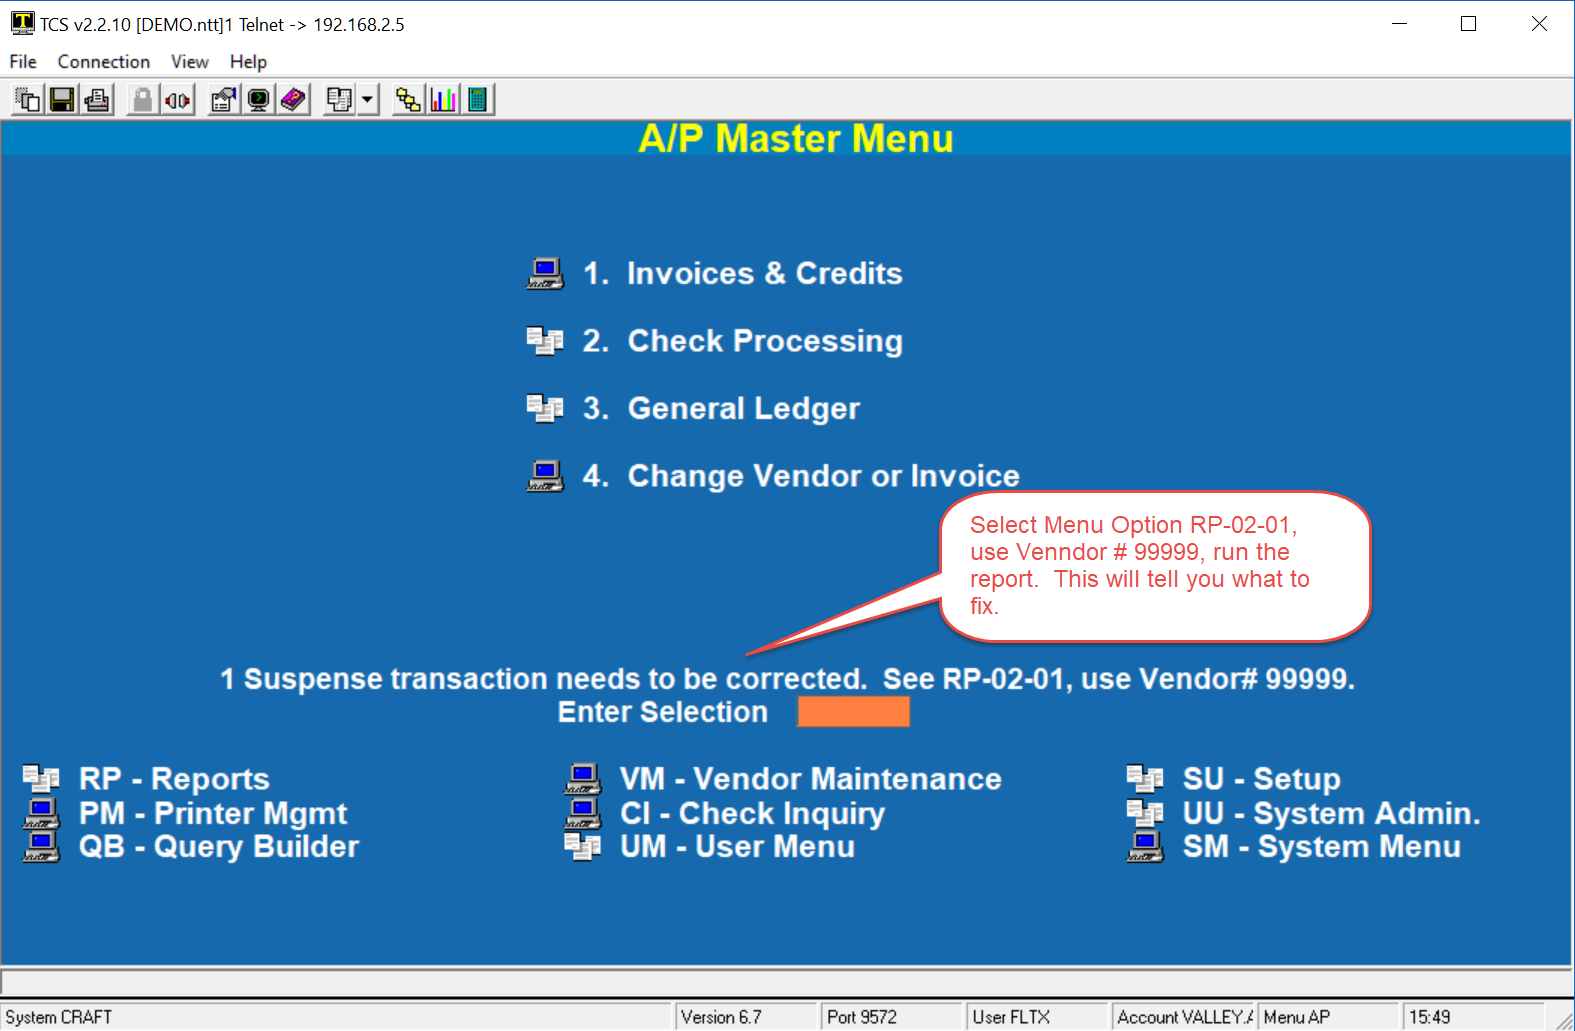 TCS v2.2.10 [DEMO.ntt]1 Telnet -> 192.168.2.5
File Connection View Help
A/P Master Menu
1. Invoices & Credits
2. Check Processing
3. General Ledger
4. Change Vendor or Invoice
Select Menu Option RP-02-01,
use Venndor # 99999, run the
report. This will tell you what to
fix.
1 Suspense transaction needs to be corrected. See RP-02-01, use Vendor# 99999.
Enter Selection
RP - Reports VM - Vendor Maintenance SU - Setup
PM - Printer Mgmt CI - Check Inquiry UU - System Admin.
QB - Query Builder UM - User Menu SM - System Menu
System CRAFT Version 6.7 Port 9572 User FLTX Account VALLEY.A Menu AP 15:49